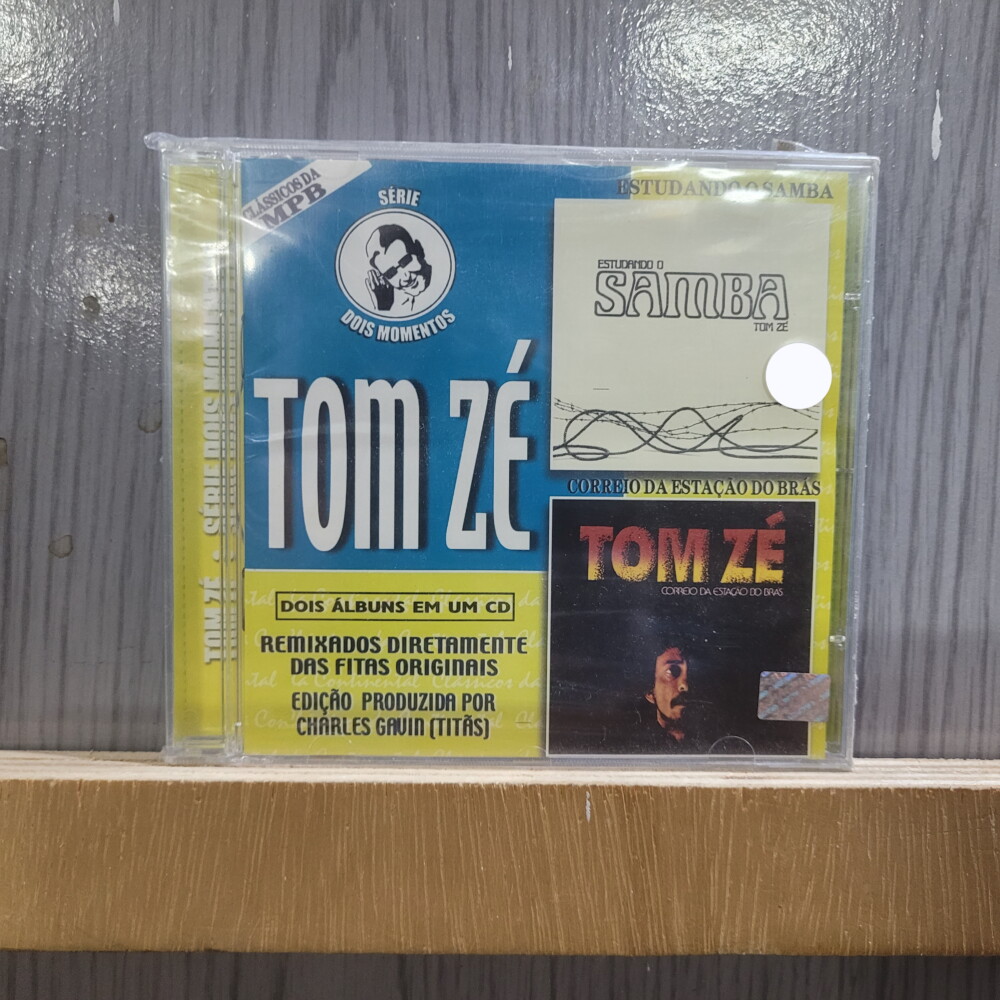 CLÁSSICOS DA
MPB
SÉRIE
DOIS MOMENTOS
TOM ZÉ
DOIS ÁLBUNS EM UM CD
REMIXADOS DIRETAMENTE
DAS FITAS ORIGINAIS
EDIÇÃO PRODUZIDA POR
CHARLES GAVIN (TITÃS)
ESTUDANDO O SAMBA
ESTUDANDO O
SAMBA
TOM ZÉ
CORREIO DA ESTAÇÃO DO BRÁS
TOM ZÉ
CORREIO DA ESTAÇÃO DO BRÁS
TOM ZÉ • SÉRIE DOIS MOMENTOS